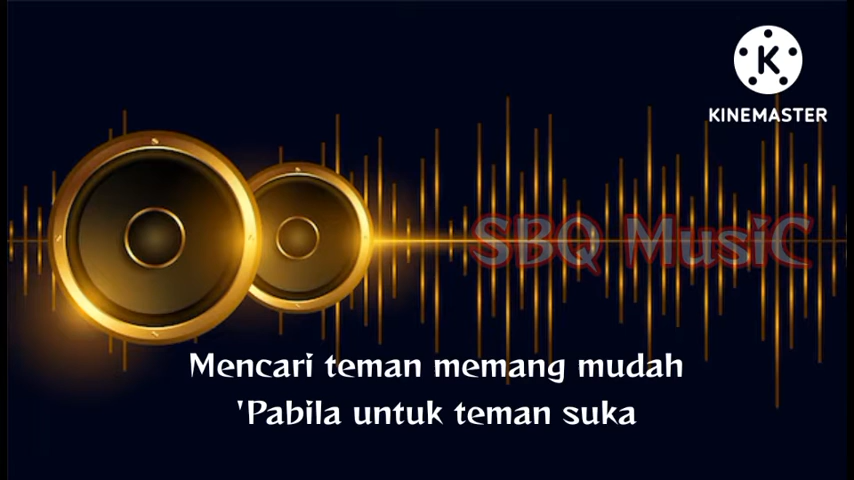 K
KINEMASTER
SBQ MusiC
Mencari teman memang mudah
'Pabila untuk teman suka